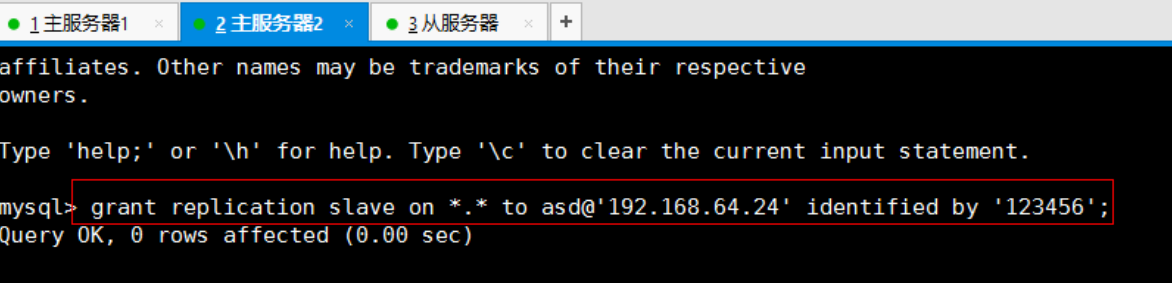 1 主服务器1 × 2 主服务器2 × 3 从服务器 × +
affiliates. Other names may be trademarks of their respective
owners.
Type 'help;' or '\h' for help. Type '\c' to clear the current input statement.
mysql> grant replication slave on *.* to asd@'192.168.64.24' identified by '123456';
Query OK, 0 rows affected (0.00 sec)